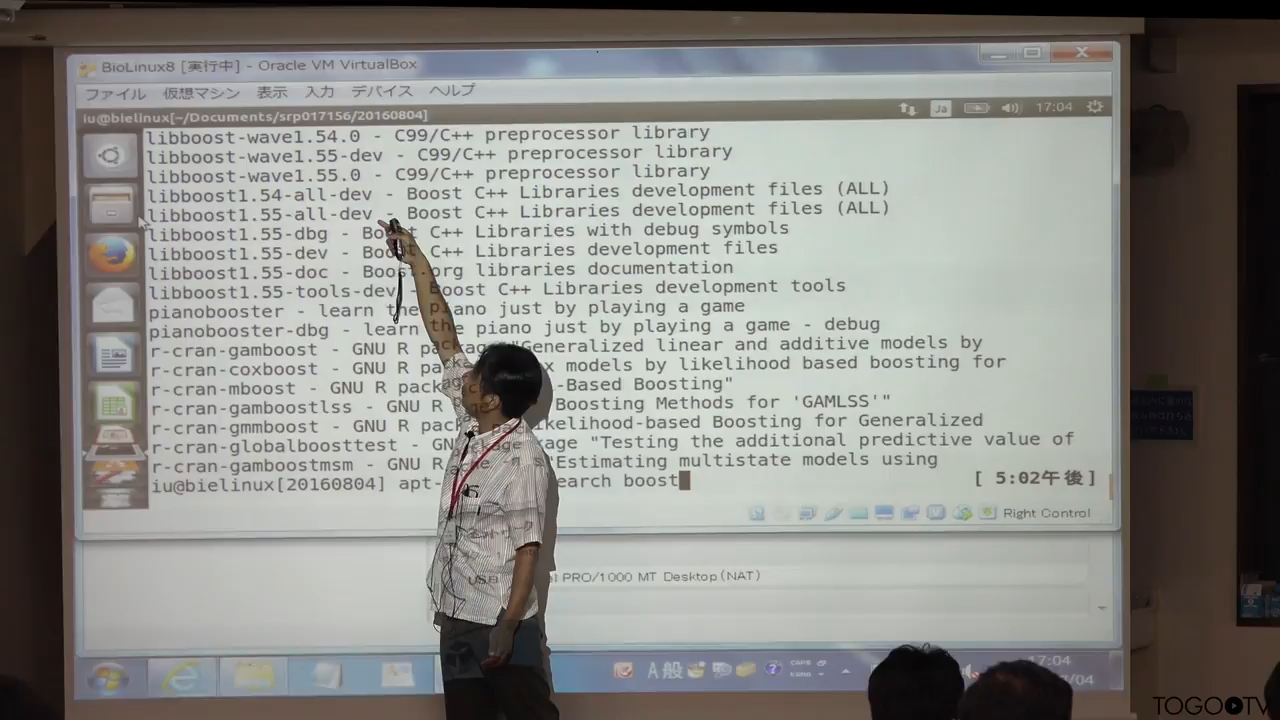 BioLinux8 [実行中] - Oracle VM VirtualBox
ファイル 仮想マシン 表示 入力 デバイス ヘルプ
iu@bielinux[~/Documents/srp017156/20160804]
Ja 17:04
libboost-wave1.54.0 - C99/C++ preprocessor library
libboost-wave1.55-dev - C99/C++ preprocessor library
libboost-wave1.55.0 - C99/C++ preprocessor library
libboost1.54-all-dev - Boost C++ Libraries development files (ALL)
libboost1.55-all-dev - Boost C++ Libraries development files (ALL)
libboost1.55-dbg - Boost C++ Libraries with debug symbols
libboost1.55-dev - Boost C++ Libraries development files
libboost1.55-doc - Boost.org libraries documentation
libboost1.55-tools-dev - Boost C++ Libraries development tools
pianobooster - learn the piano just by playing a game
pianobooster-dbg - learn the piano just by playing a game - debug
r-cran-gamboost - GNU R package "Generalized linear and additive models by
r-cran-coxboost - GNU R models by likelihood based boosting for
r-cran-mboost - GNU R -Based Boosting"
r-cran-gamboostlss - GNU R Boosting Methods for 'GAMLSS'"
r-cran-gmmboost - GNU R Likelihood-based Boosting for Generalized
r-cran-globalboosttest - "Testing the additional predictive value of
r-cran-gamboostmsm - GNU R "Estimating multistate models using
iu@bielinux[20160804] apt- search boost [ 5:02午後]
Right Control
PRO/1000 MT Desktop (NAT)
USB
A般 CAPS KANA 17:04
/04
TOGOTV